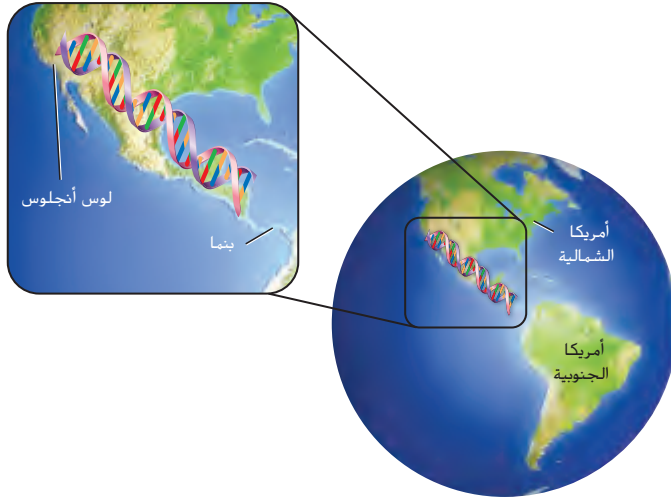 لوس أنجلوس
بنما
أمريكا
الشمالية
أمريكا
الجنوبية